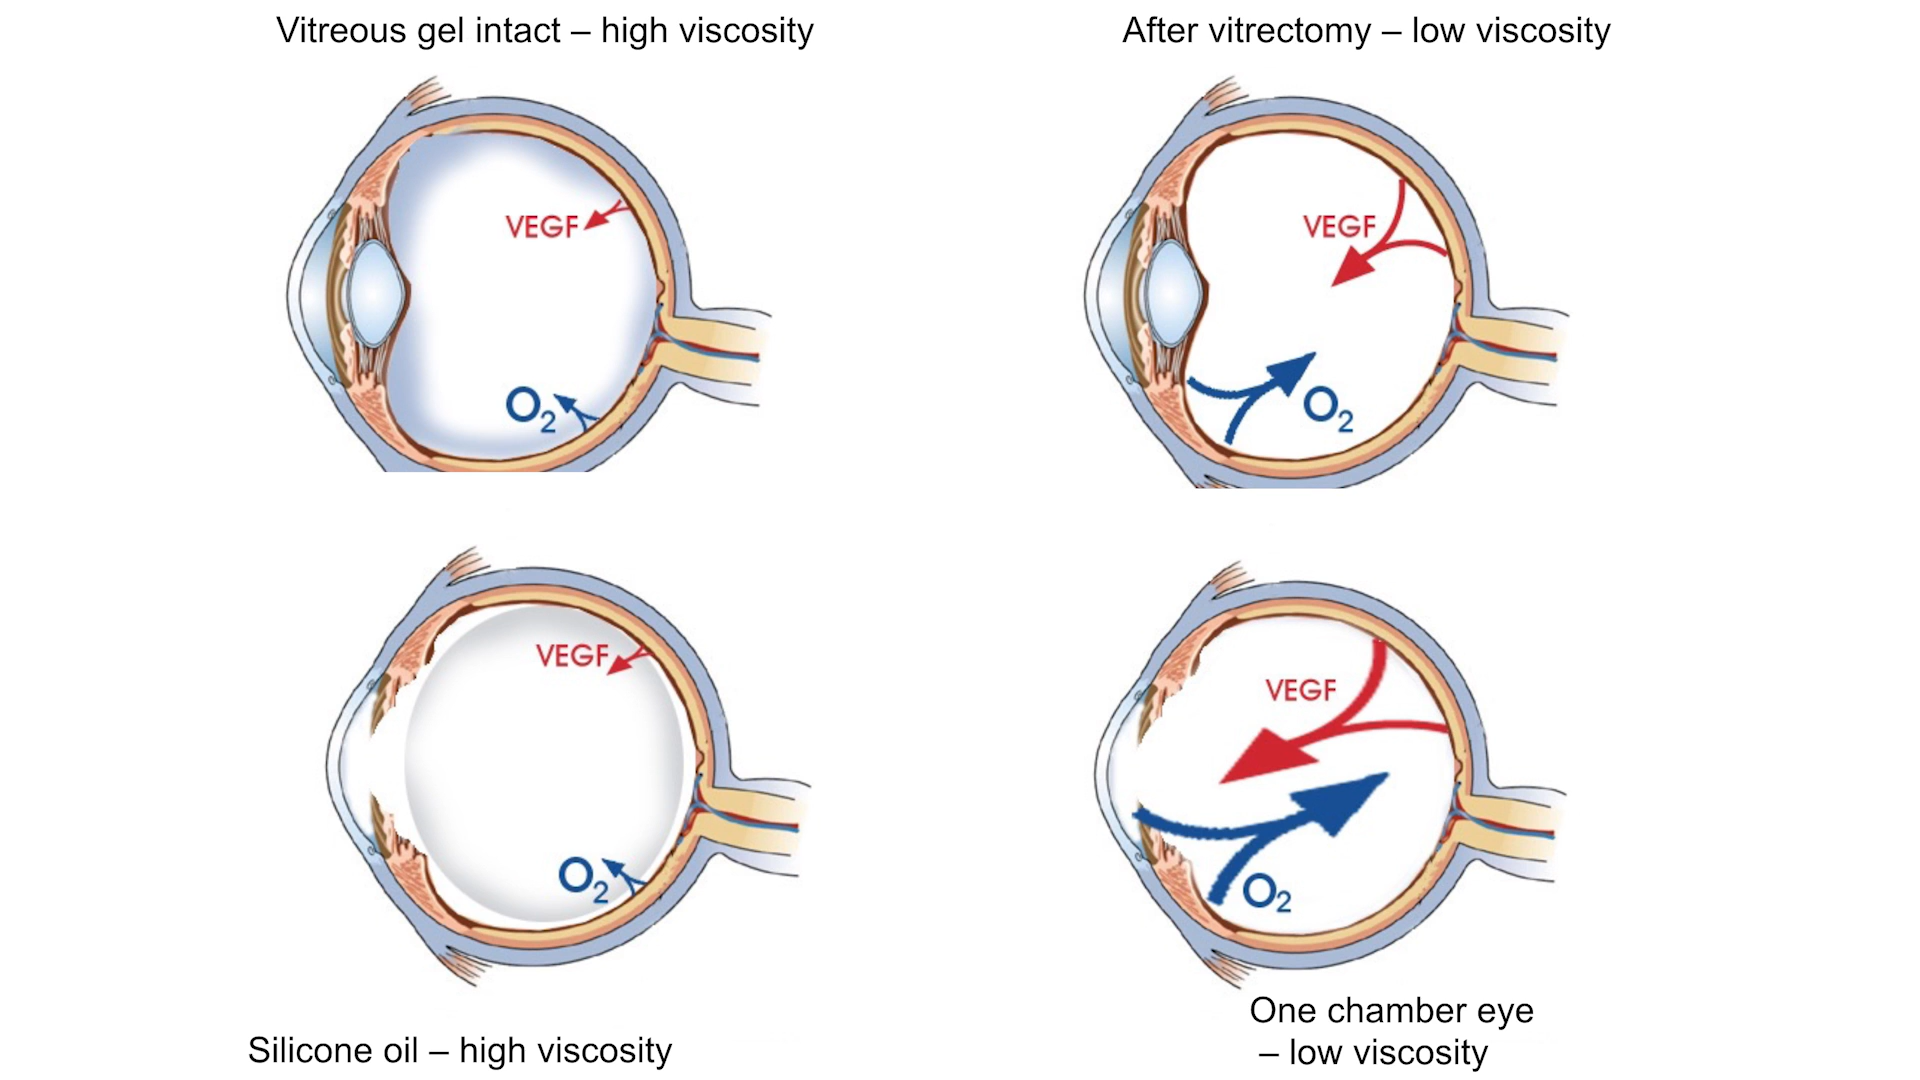 Vitreous gel intact – high viscosity
After vitrectomy – low viscosity
VEGF
O2
VEGF
O2
VEGF
O2
VEGF
O2
Silicone oil – high viscosity
One chamber eye
– low viscosity